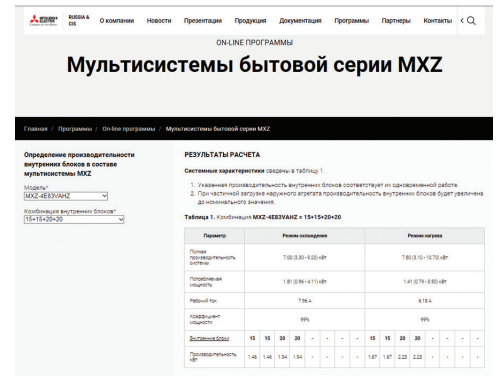 MITSUBISHI ELECTRIC
RUSSIA & CIS
О компании Новости Презентации Продукция Документация Программы Партнеры Контакты
ON-LINE ПРОГРАММЫ
Мультисистемы бытовой серии MXZ
Главная / Программы / On-line программы / Мультисистемы бытовой серии MXZ
Определение производительности
внутренних блоков в составе
мультисистемы MXZ
Модель*
MXZ-4E83VAHZ
Комбинация внутренних блоков*
15+15+20+20
РЕЗУЛЬТАТЫ РАСЧЕТА
Системные характеристики сведены в таблицу 1.
1. Указанная производительность внутренних блоков соответствует их одновременной работе.
2. При частичной загрузке наружного агрегата производительность внутренних блоков будет увеличена
до номинального значения.
Таблица 1. Комбинация MXZ-4E83VAHZ = 15+15+20+20
Параметр Режим охлаждения Режим нагрева
Полная производительность системы 7.00 (3.30 - 9.20) кВт 7.80 (3.10 - 10.70) кВт
Потребляемая мощность 1.81 (0.96 - 4.11) кВт 1.41 (0.79 - 3.80) кВт
Рабочий ток 7.96 А 6.18 А
Коэффициент мощности 99% 99%
Внутренние блоки 15 15 20 20 - - - - 15 15 20 20 - - - -
Производительность, кВт 1.46 1.46 1.94 1.94 - - - - 1.67 1.67 2.23 2.23 - - - -